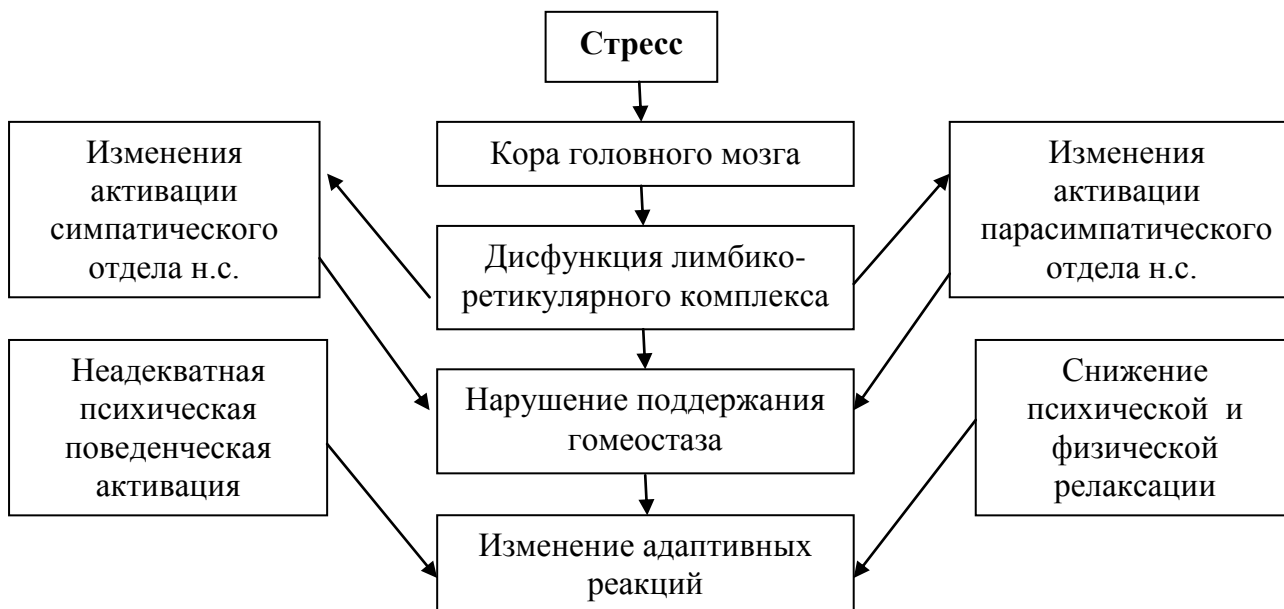 Стресс
Кора головного мозга
Изменения
активации
симпатического
отдела н.с.
Дисфункция лимбико-
ретикулярного комплекса
Изменения
активации
парасимпатического
отдела н.с.
Неадекватная
психическая
поведенческая
активация
Нарушение поддержания
гомеостаза
Снижение
психической и
физической
релаксации
Изменение адаптивных
реакций